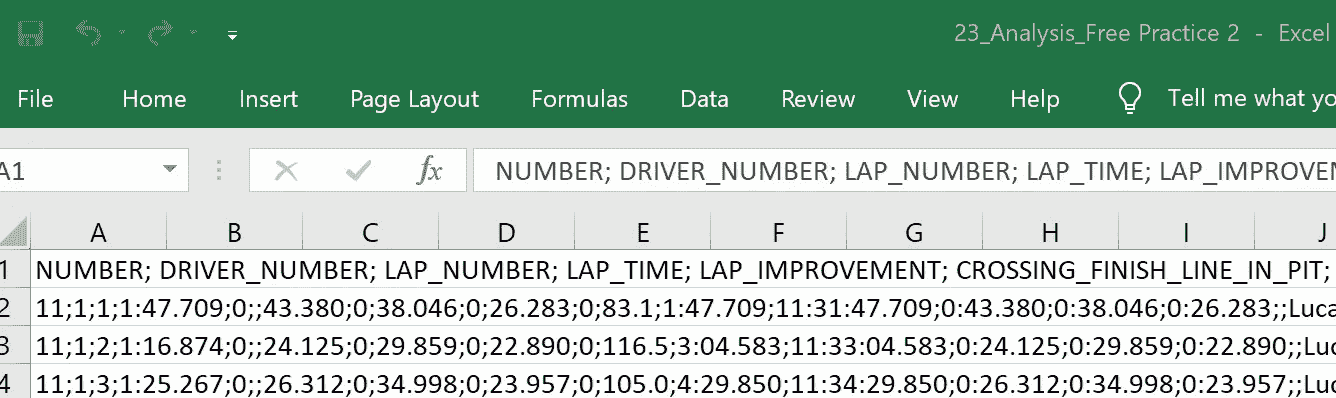 23_Analysis_Free Practice 2 - Excel
File Home Insert Page Layout Formulas Data Review View Help Tell me what yo
A1 fx NUMBER; DRIVER_NUMBER; LAP_NUMBER; LAP_TIME; LAP_IMPROVEM
A B C D E F G H I J
1 NUMBER; DRIVER_NUMBER; LAP_NUMBER; LAP_TIME; LAP_IMPROVEMENT; CROSSING_FINISH_LINE_IN_PIT;
2 11;1;1;1:47.709;0;;43.380;0;38.046;0;26.283;0;83.1;1:47.709;11:31:47.709;0:43.380;0:38.046;0:26.283;;Luca
3 11;1;2;1:16.874;0;;24.125;0;29.859;0;22.890;0;116.5;3:04.583;11:33:04.583;0:24.125;0:29.859;0:22.890;;Luc
4 11;1;3;1:25.267;0;;26.312;0;34.998;0;23.957;0;105.0;4:29.850;11:34:29.850;0:26.312;0:34.998;0:23.957;;Luc